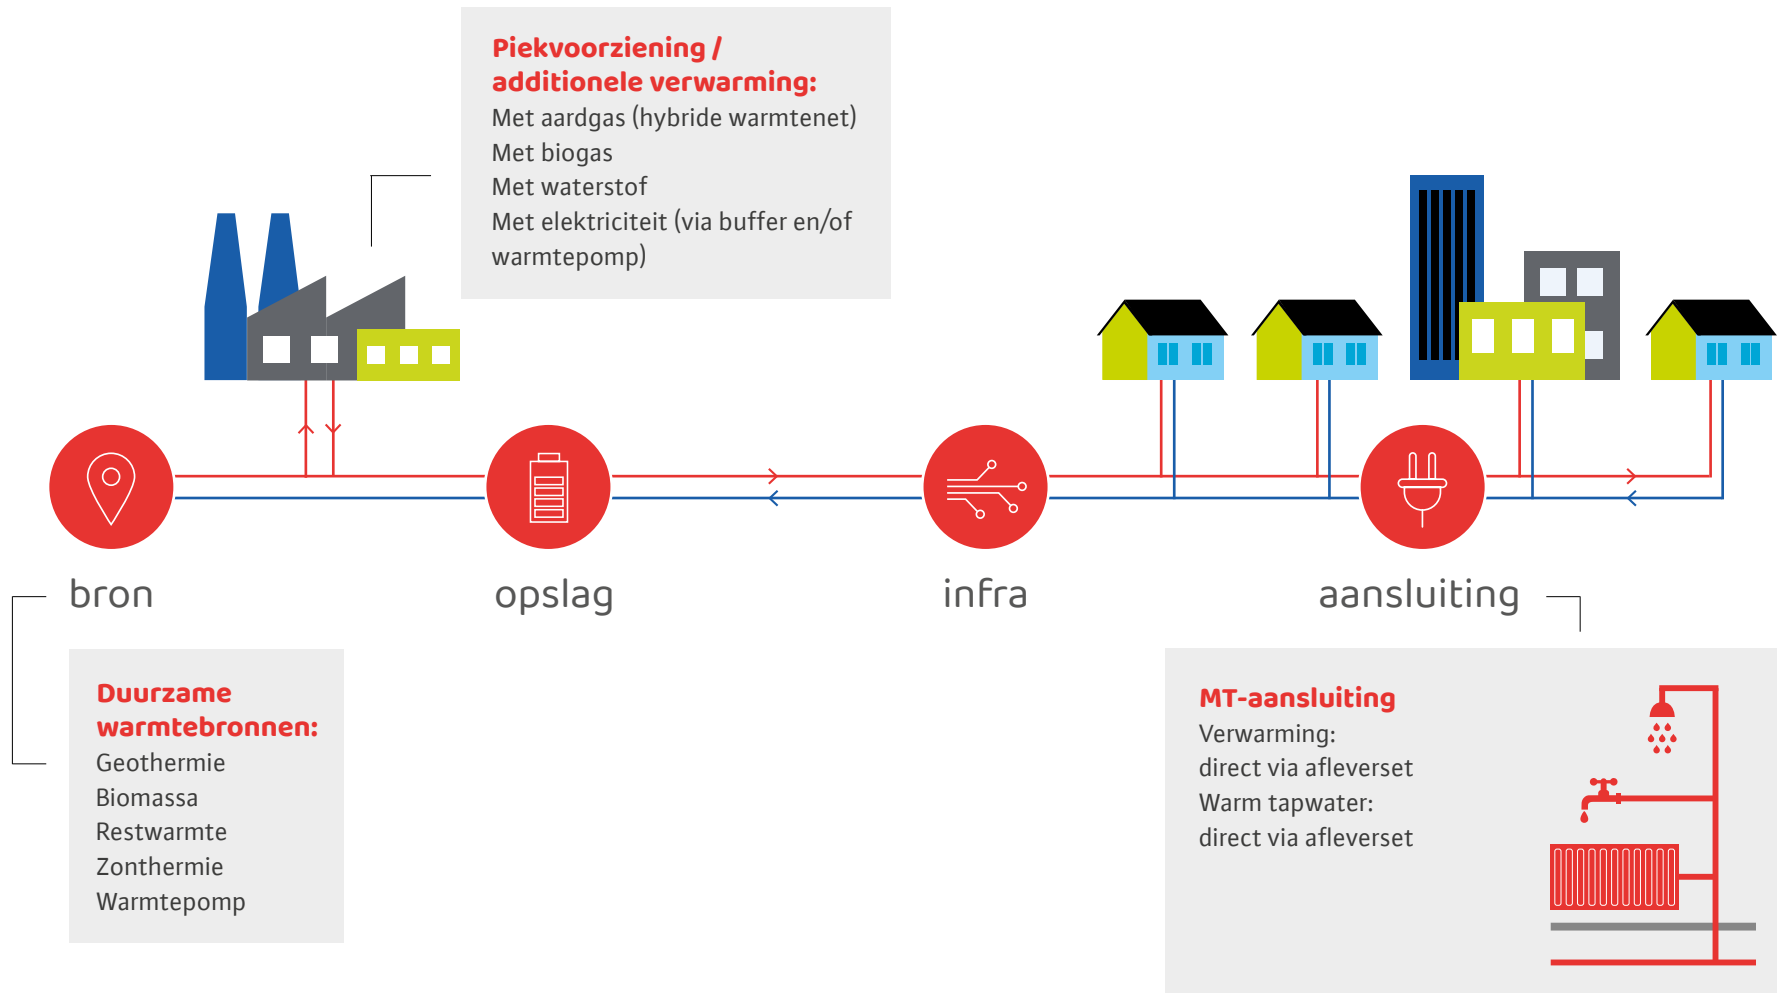 Piekvoorziening /
additionele verwarming:
Met aardgas (hybride warmtenet)
Met biogas
Met waterstof
Met elektriciteit (via buffer en/of
warmtepomp)
bron
opslag
infra
aansluiting
Duurzame
warmtebronnen:
Geothermie
Biomassa
Restwarmte
Zonthermie
Warmtepomp
MT-aansluiting
Verwarming:
direct via afleverset
Warm tapwater:
direct via afleverset